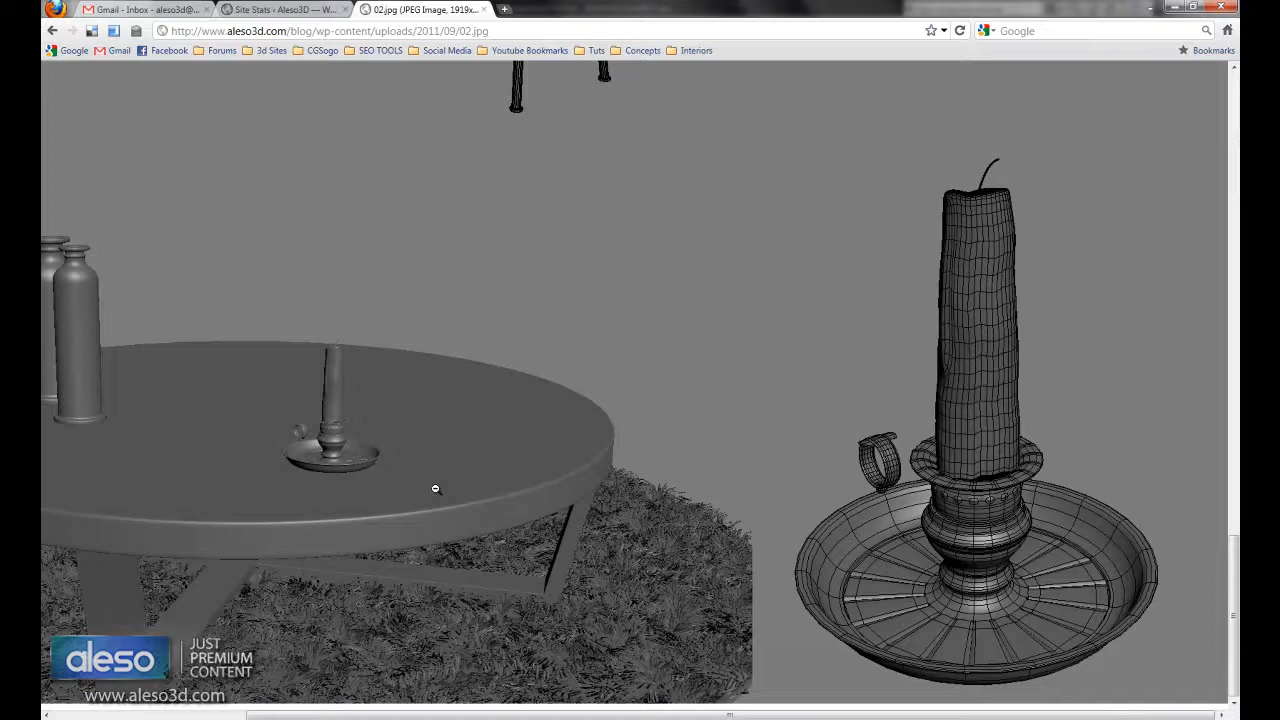 Gmail - Inbox - aleso3d@...
Site Stats ‹ Aleso3D — W...
02.jpg (JPEG Image, 1919x...
http://www.aleso3d.com/blog/wp-content/uploads/2011/09/02.jpg
Google
Google
Gmail
Facebook
Forums
3d Sites
CGSogo
SEO TOOLS
Social Media
Youtube Bookmarks
Tuts
Concepts
Interiors
Bookmarks
aleso
JUST
PREMIUM
CONTENT
www.aleso3d.com